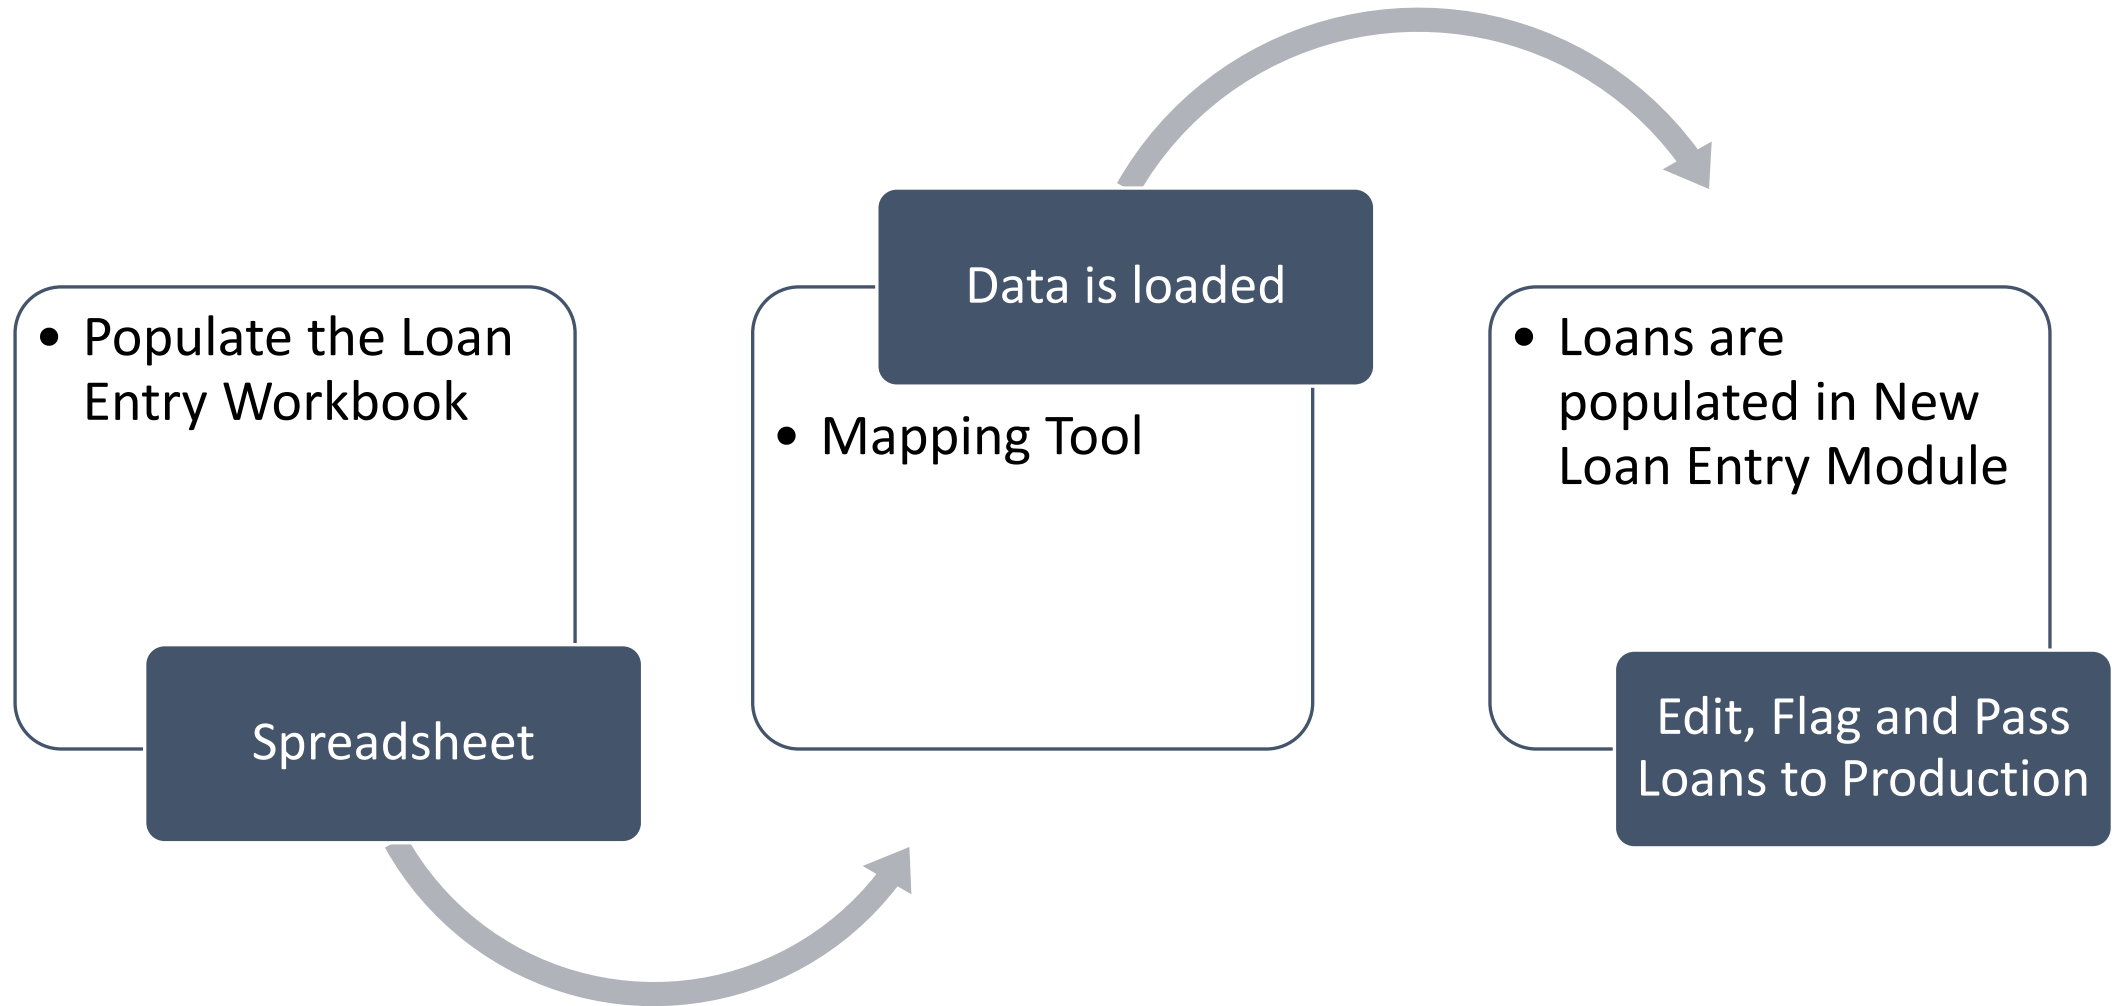 • Populate the Loan
Entry Workbook
Spreadsheet
Data is loaded
• Mapping Tool
• Loans are
populated in New
Loan Entry Module
Edit, Flag and Pass
Loans to Production